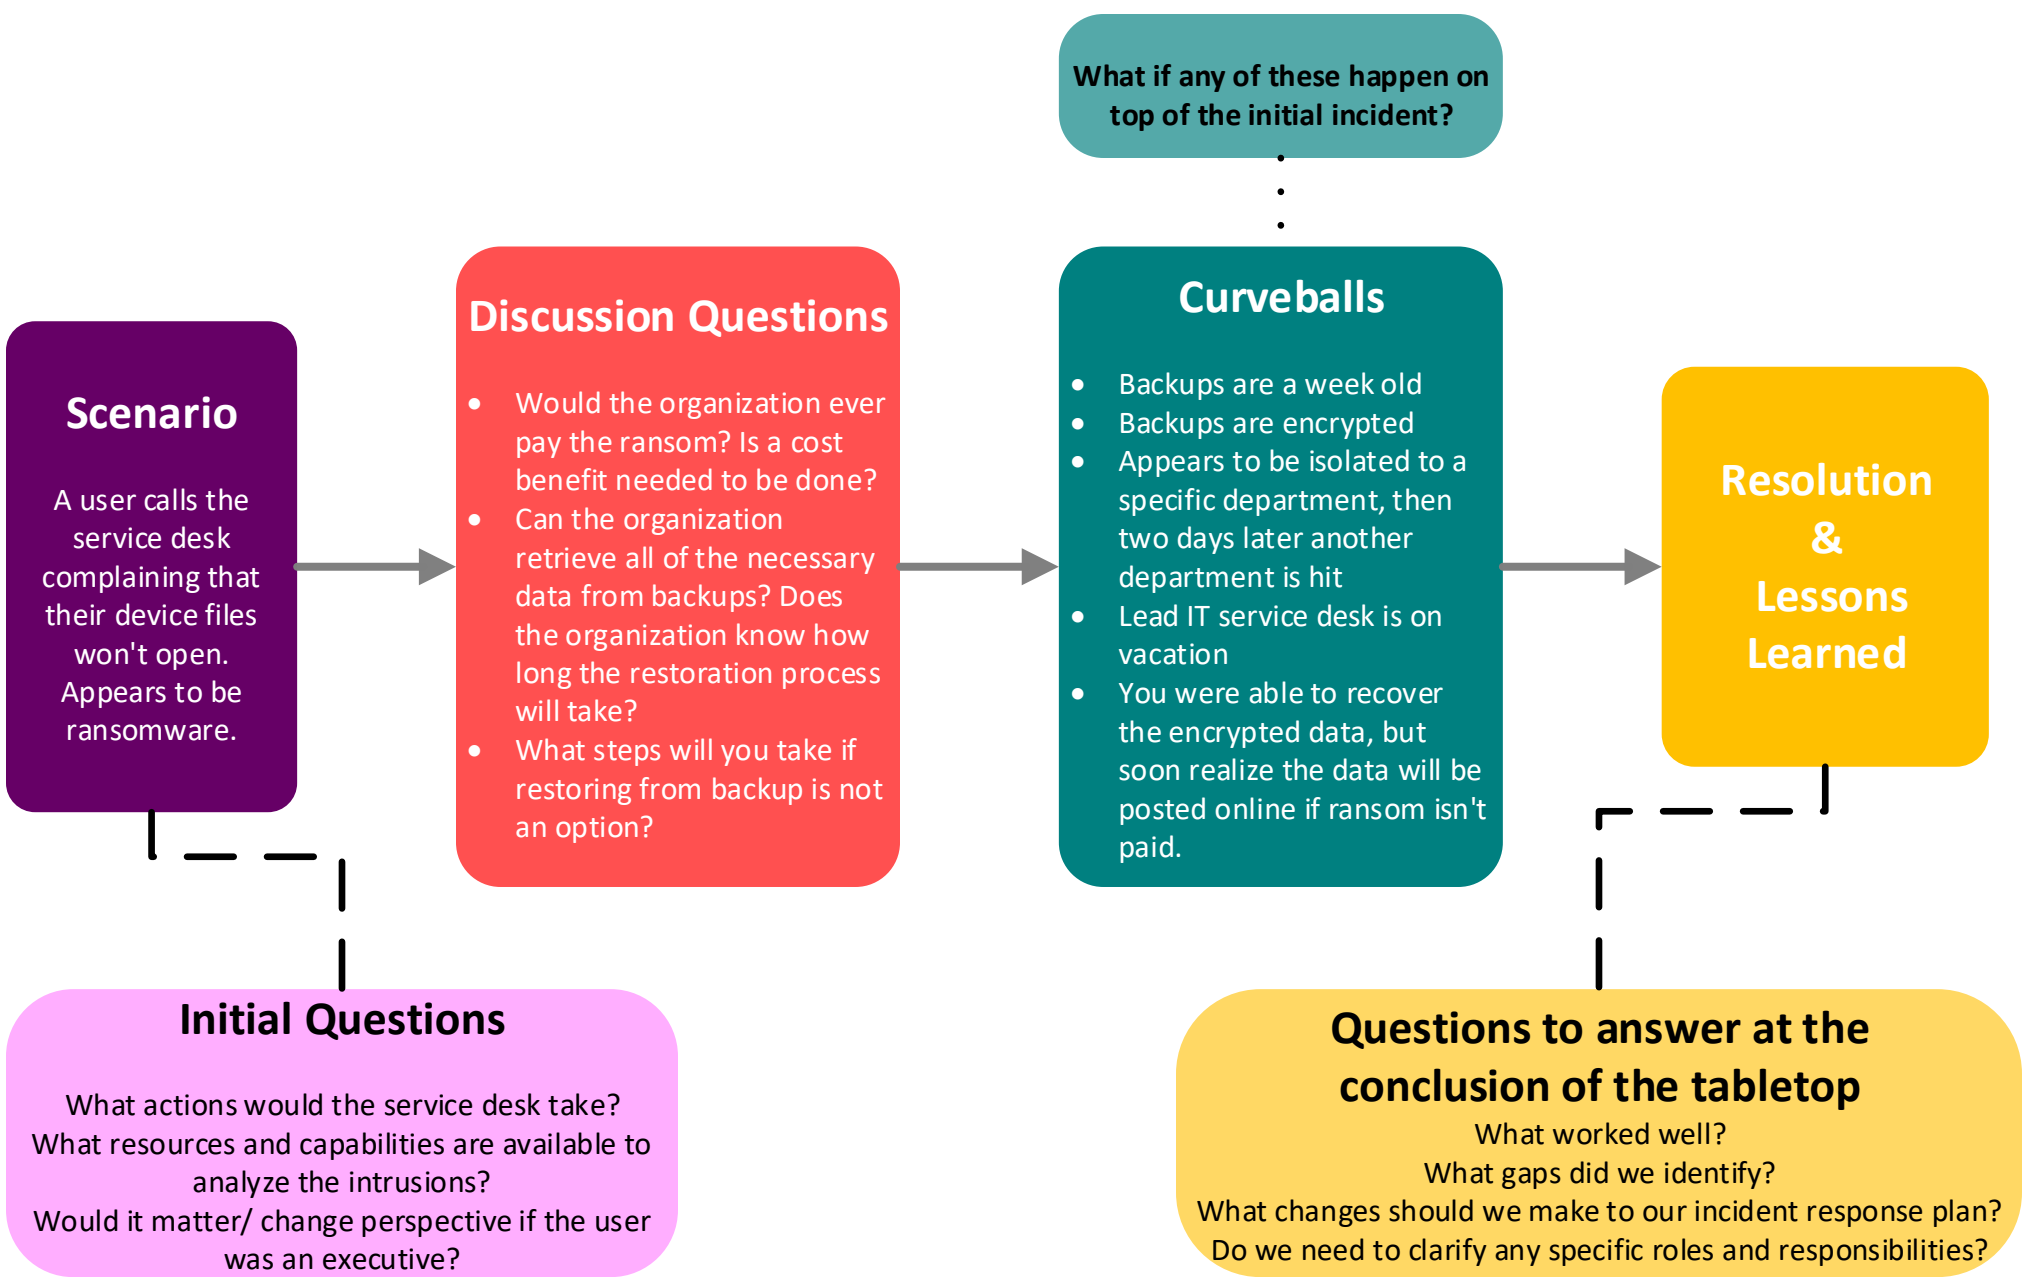 What if any of these happen on
top of the initial incident?
Scenario
A user calls the
service desk
complaining that
their device files
won't open.
Appears to be
ransomware.
Discussion Questions
• Would the organization ever
pay the ransom? Is a cost
benefit needed to be done?
• Can the organization
retrieve all of the necessary
data from backups? Does
the organization know how
long the restoration process
will take?
• What steps will you take if
restoring from backup is not
an option?
Curveballs
• Backups are a week old
• Backups are encrypted
• Appears to be isolated to a
specific department, then
two days later another
department is hit
• Lead IT service desk is on
vacation
• You were able to recover
the encrypted data, but
soon realize the data will be
posted online if ransom isn't
paid.
Resolution
&
Lessons
Learned
Initial Questions
What actions would the service desk take?
What resources and capabilities are available to
analyze the intrusions?
Would it matter/ change perspective if the user
was an executive?
Questions to answer at the
conclusion of the tabletop
What worked well?
What gaps did we identify?
What changes should we make to our incident response plan?
Do we need to clarify any specific roles and responsibilities?